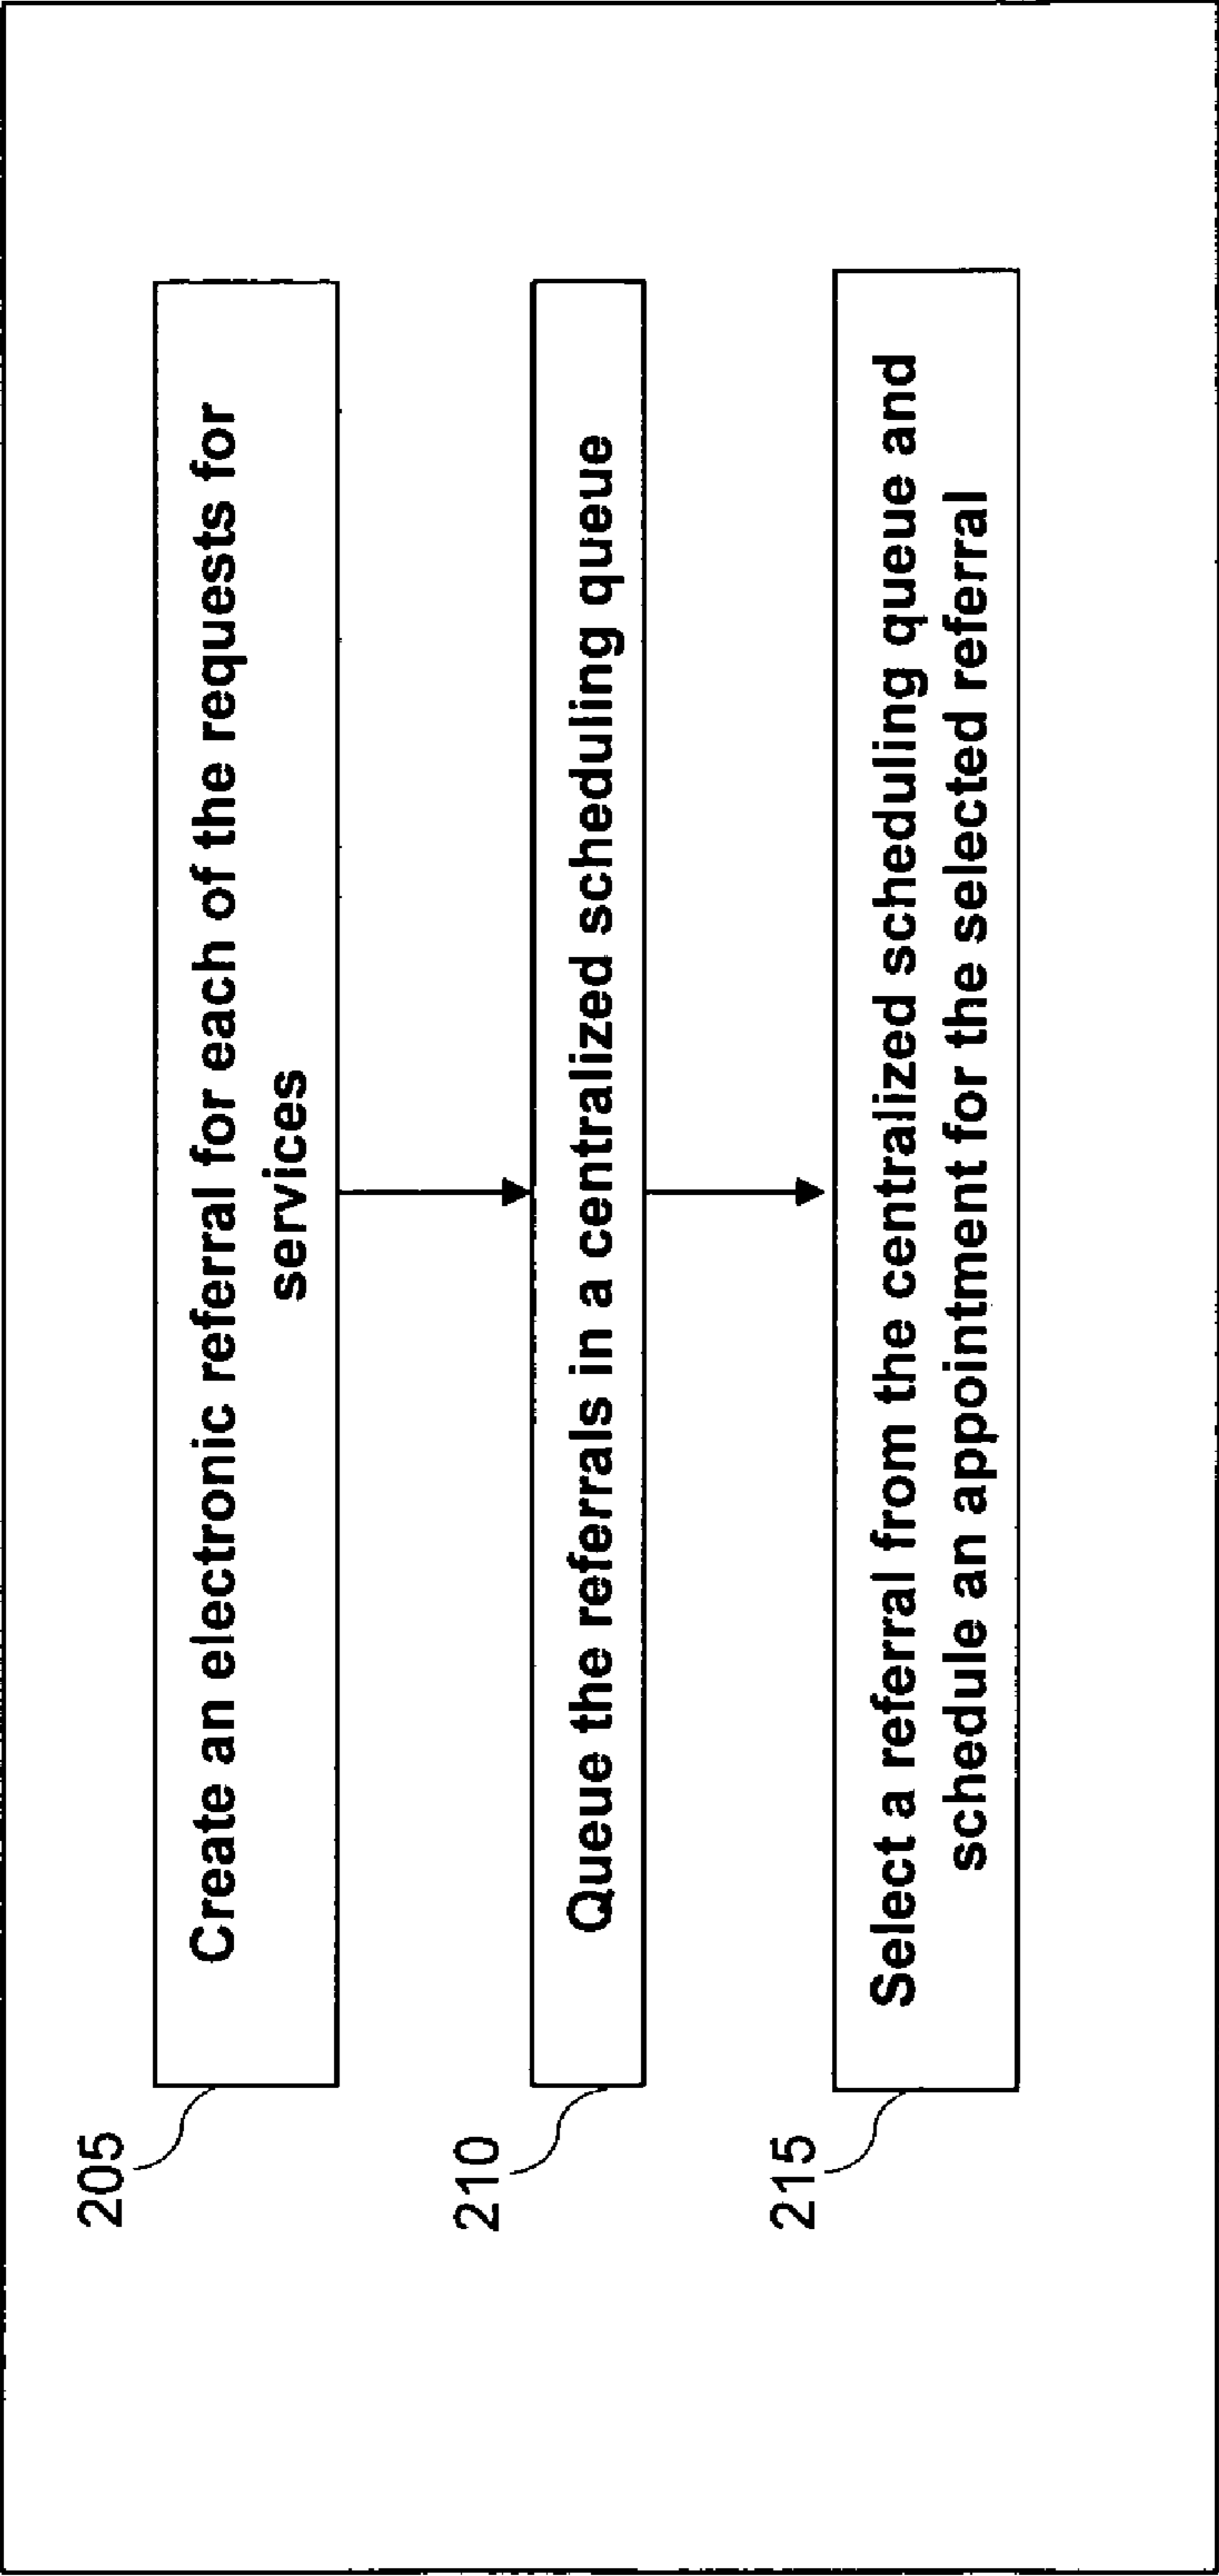 205
Create an electronic referral for each of the requests for
services
210
Queue the referrals in a centralized scheduling queue
215
Select a referral from the centralized scheduling queue and
schedule an appointment for the selected referral